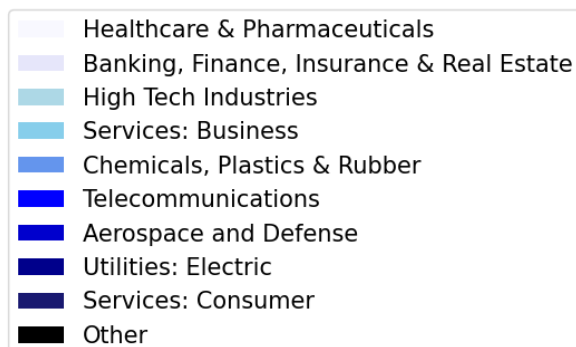 Healthcare & Pharmaceuticals
Banking, Finance, Insurance & Real Estate
High Tech Industries
Services: Business
Chemicals, Plastics & Rubber
Telecommunications
Aerospace and Defense
Utilities: Electric
Services: Consumer
Other